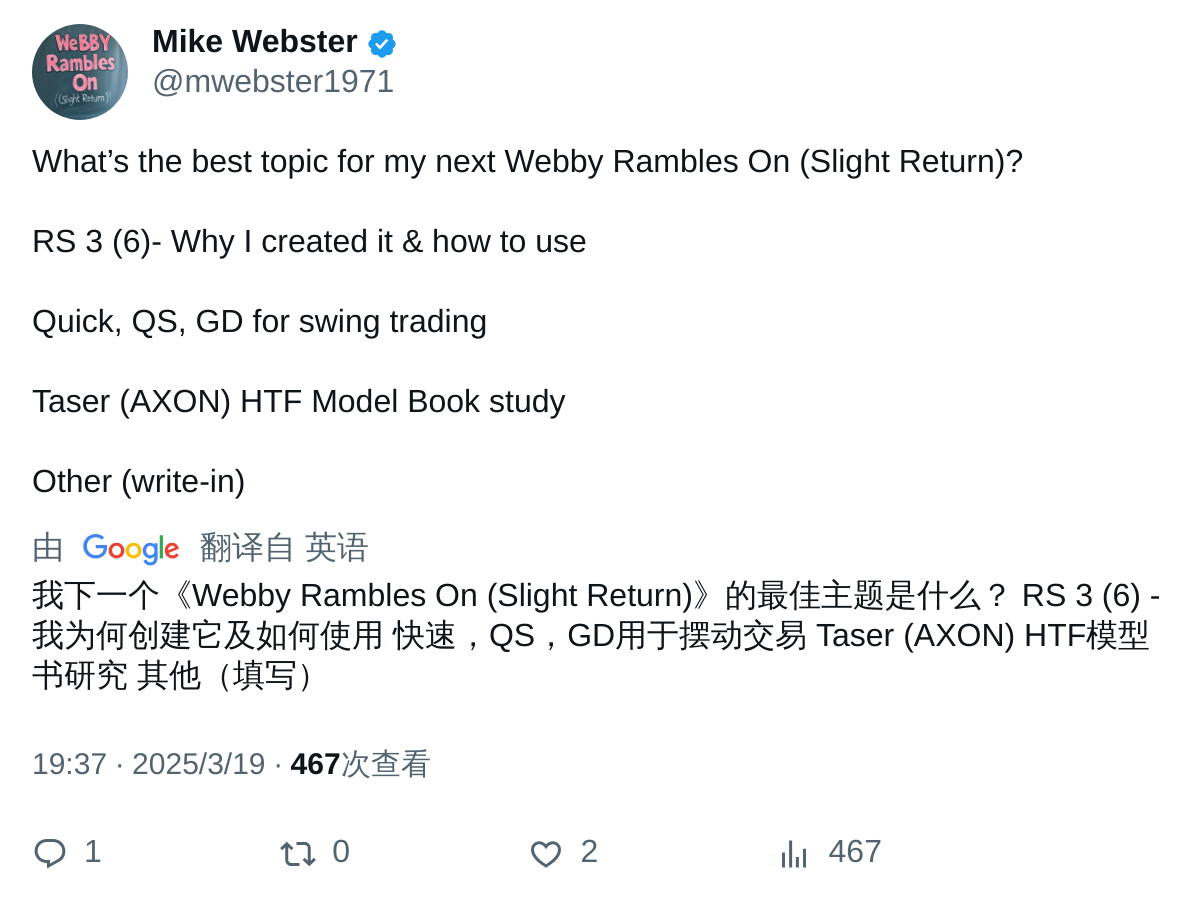 WeBBY
Rambles
On
(Slight Return)
Mike Webster
@mwebster1971
What’s the best topic for my next Webby Rambles On (Slight Return)?
RS 3 (6)- Why I created it & how to use
Quick, QS, GD for swing trading
Taser (AXON) HTF Model Book study
Other (write-in)
由 Google 翻译自 英语
我下一个《Webby Rambles On (Slight Return)》的最佳主题是什么？ RS 3 (6) -
我为何创建它及如何使用 快速，QS，GD用于摆动交易 Taser (AXON) HTF模型
书研究 其他（填写）
19:37 · 2025/3/19 · 467次查看
1 0 2 467